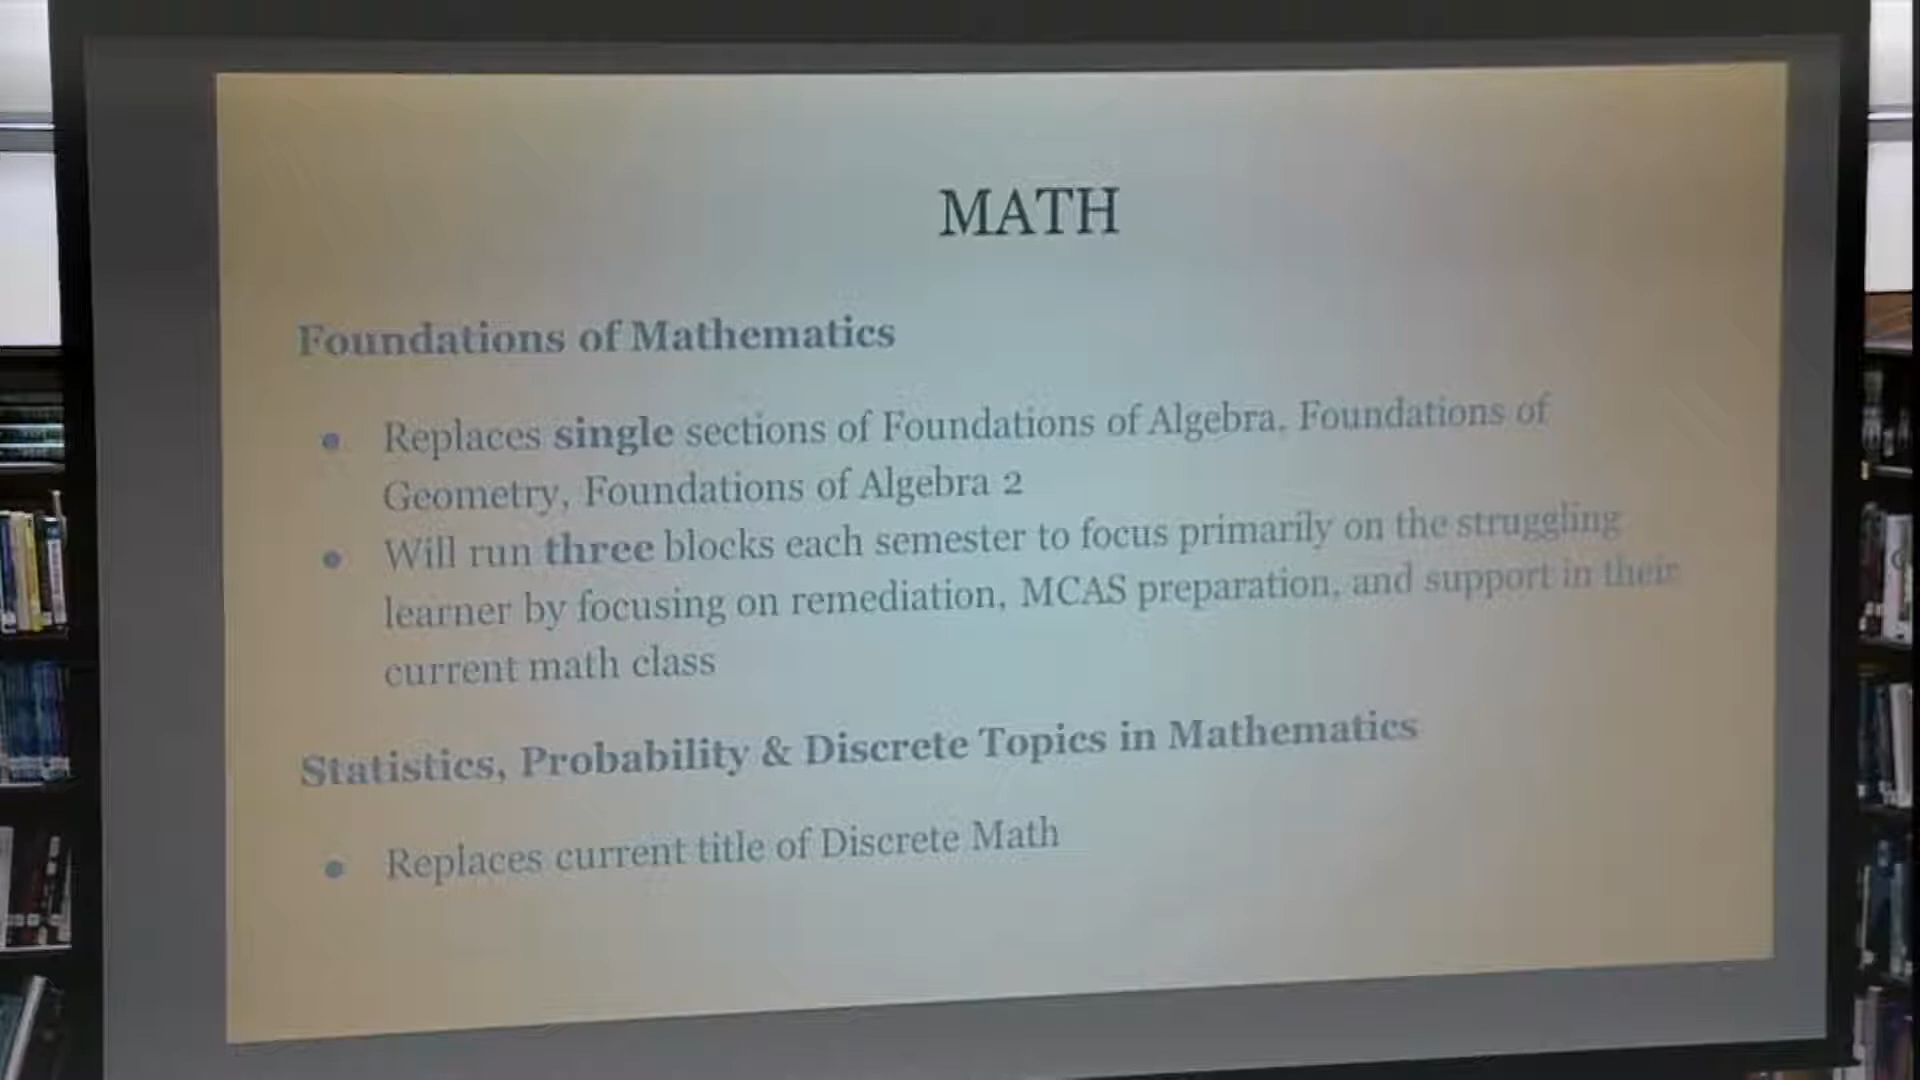 MATH
Foundations of Mathematics
Replaces single sections of Foundations of Algebra, Foundations of
Geometry, Foundations of Algebra 2
Will run three blocks each semester to focus primarily on the struggling
learner by focusing on remediation, MCAS preparation, and support in their
current math class
Statistics, Probability & Discrete Topics in Mathematics
Replaces current title of Discrete Math